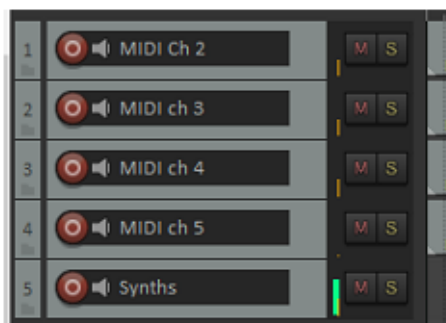 1 MIDI Ch 2 M S
2 MIDI ch 3 M S
3 MIDI ch 4 M S
4 MIDI ch 5 M S
5 Synths M S